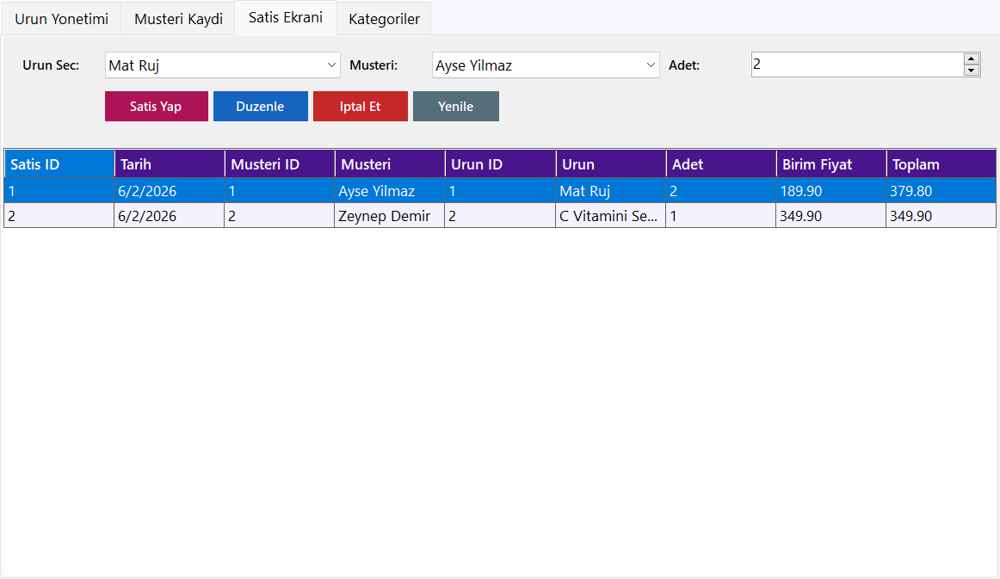 Urun Yonetimi Musteri Kaydi Satis Ekrani Kategoriler
Urun Sec: Mat Ruj Musteri: Ayse Yilmaz Adet: 2
Satis Yap Duzenle Iptal Et Yenile
Satis ID Tarih Musteri ID Musteri Urun ID Urun Adet Birim Fiyat Toplam
1 6/2/2026 1 Ayse Yilmaz 1 Mat Ruj 2 189.90 379.80
2 6/2/2026 2 Zeynep Demir 2 C Vitamini Se... 1 349.90 349.90